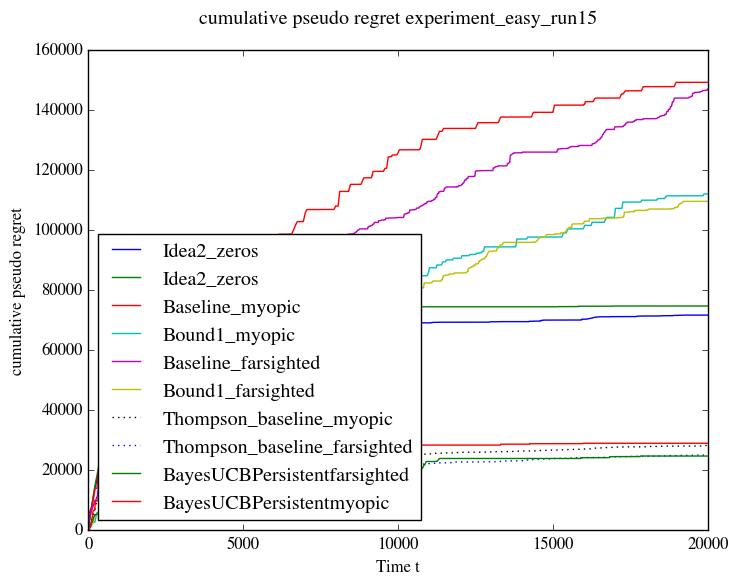 cumulative pseudo regret experiment_easy_run15
160000
140000
120000
100000
80000
60000
40000
20000
0
cumulative pseudo regret
Idea2_zeros
Idea2_zeros
Baseline_myopic
Bound1_myopic
Baseline_farsighted
Bound1_farsighted
Thompson_baseline_myopic
Thompson_baseline_farsighted
BayesUCBPersistentfarsighted
BayesUCBPersistentmyopic
0 5000 10000 15000 20000
Time t